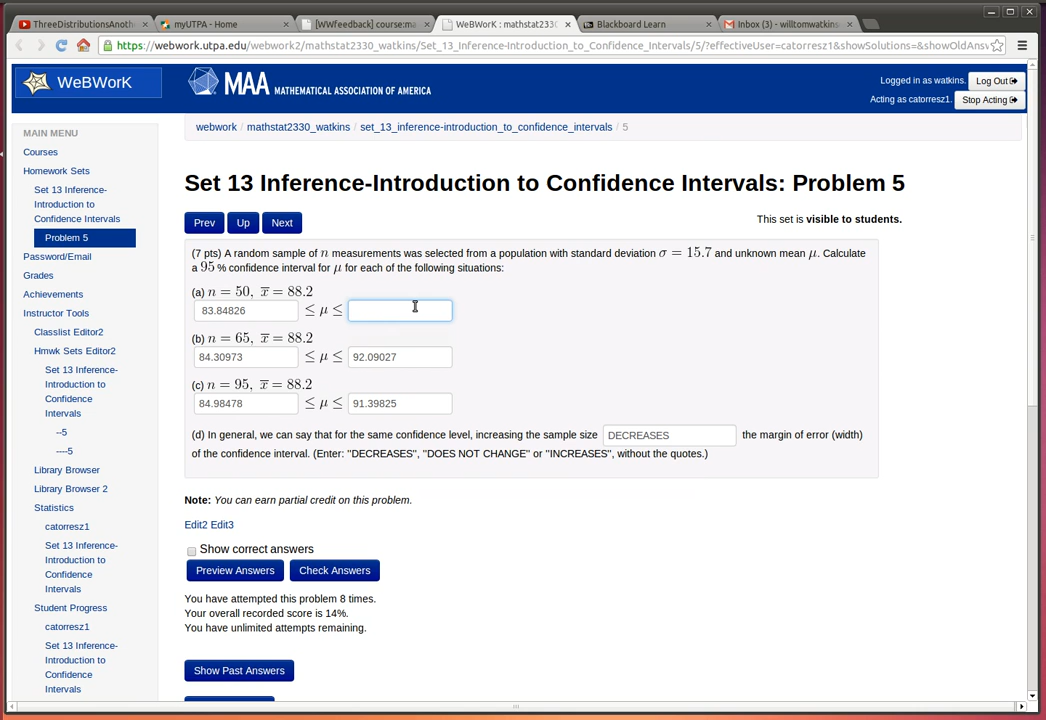 ThreeDistributionsAnoth
myUTPA - Home
[WWfeedback] course:ma
WeBWorK : mathstat233
Blackboard Learn
Inbox (3) - willtomwatkins
https://webwork.utpa.edu/webwork2/mathstat2330_watkins/Set_13_Inference-Introduction_to_Confidence_Intervals/5/?effectiveUser=catorresz1&showSolutions=&showOldAnsw
WeBWorK
MAA MATHEMATICAL ASSOCIATION OF AMERICA
Logged in as watkins.
Log Out
Acting as catorresz1.
Stop Acting
MAIN MENU
Courses
Homework Sets
Set 13 Inference-
Introduction to
Confidence Intervals
Problem 5
Password/Email
Grades
Achievements
Instructor Tools
Classlist Editor2
Hmwk Sets Editor2
Set 13 Inference-
Introduction to
Confidence
Intervals
--5
----5
Library Browser
Library Browser 2
Statistics
catorresz1
Set 13 Inference-
Introduction to
Confidence
Intervals
Student Progress
catorresz1
Set 13 Inference-
Introduction to
Confidence
Intervals
webwork / mathstat2330_watkins / set_13_inference-introduction_to_confidence_intervals / 5
Set 13 Inference-Introduction to Confidence Intervals: Problem 5
Prev
Up
Next
This set is visible to students.
(7 pts) A random sample of n measurements was selected from a population with standard deviation σ = 15.7 and unknown mean μ. Calculate
a 95 % confidence interval for μ for each of the following situations:
(a) n = 50, x̅ = 88.2
83.84826 ≤ μ ≤
(b) n = 65, x̅ = 88.2
84.30973 ≤ μ ≤ 92.09027
(c) n = 95, x̅ = 88.2
84.98478 ≤ μ ≤ 91.39825
(d) In general, we can say that for the same confidence level, increasing the sample size DECREASES the margin of error (width)
of the confidence interval. (Enter: "DECREASES", "DOES NOT CHANGE" or "INCREASES", without the quotes.)
Note: You can earn partial credit on this problem.
Edit2 Edit3
Show correct answers
Preview Answers
Check Answers
You have attempted this problem 8 times.
Your overall recorded score is 14%.
You have unlimited attempts remaining.
Show Past Answers